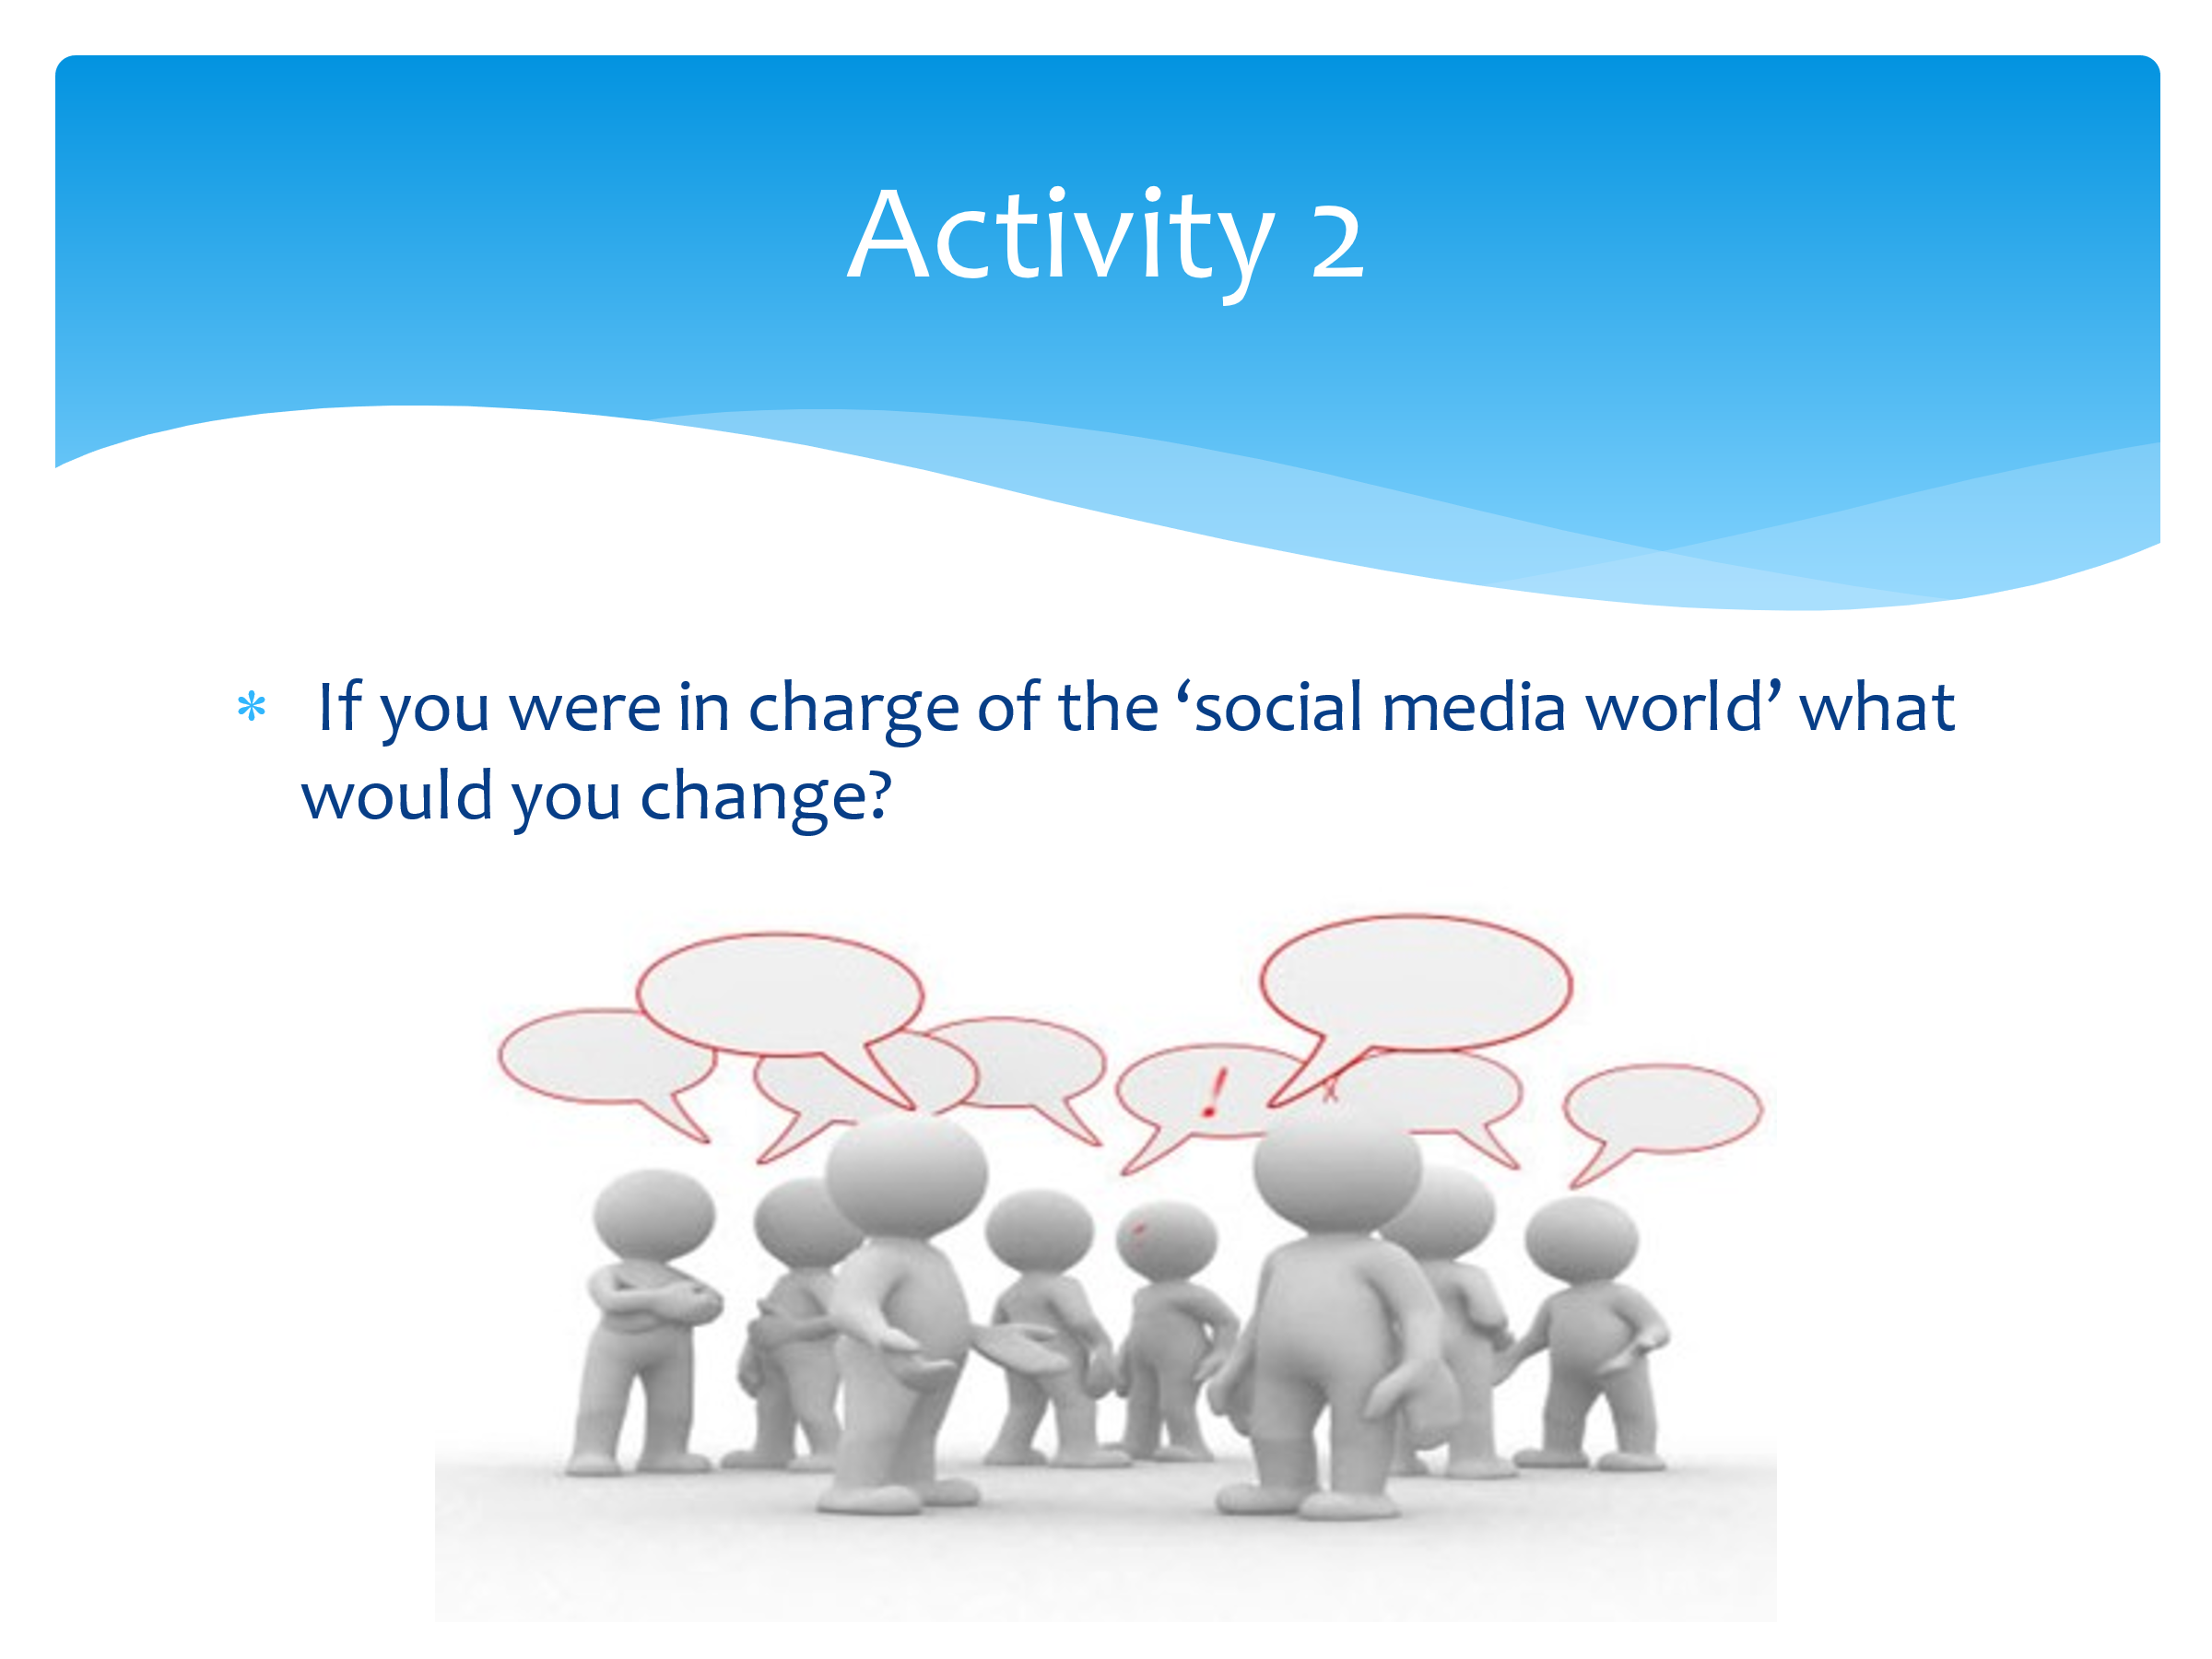 Activity 2
* If you were in charge of the ‘social media world’ what
would you change?
!